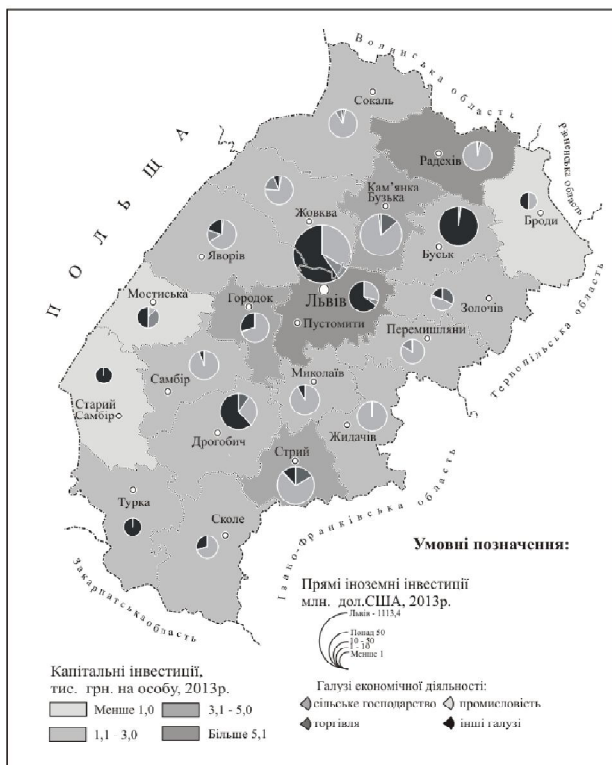 Волинська область
Рівненська область
ПОЛЬЩА
Сокаль
Радехів
Кам'янка
Бузька
Броди
Жовква
Буськ
Яворів
Львів
Золочів
Мостиська
Городок
Пустомити
Перемишляни
Тернопільська область
Самбір
Миколаїв
Старий
Самбір
Дрогобич
Жидачів
Стрий
Турка
Сколе
Івано-Франківська область
Закарпатська область
Умовні позначення:
Прямі іноземні інвестиції
млн. дол.США, 2013р.
Львів - 1113,4
Понад 50
10 - 50
1 - 10
Менше 1
Капітальні інвестиції,
тис. грн. на особу, 2013р.
Менше 1,0
3,1 - 5,0
1,1 - 3,0
Більше 5,1
Галузі економічної діяльності:
сільське господарство
промисловість
торгівля
інші галузі